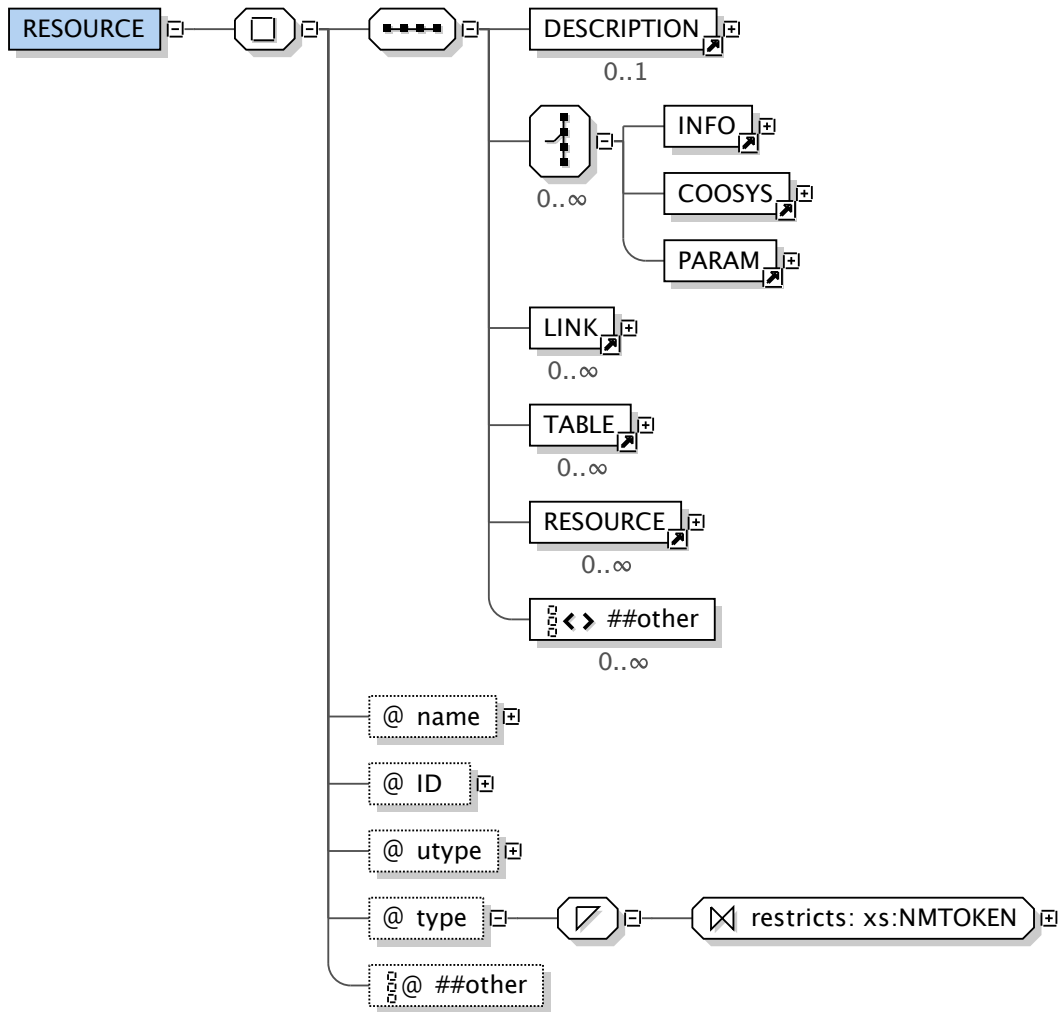 RESOURCE
DESCRIPTION
0..1
INFO
0..∞
COOSYS
PARAM
LINK
0..∞
TABLE
0..∞
RESOURCE
0..∞
<> ##other
0..∞
@ name
@ ID
@ utype
@ type
restricts: xs:NMTOKEN
@ ##other